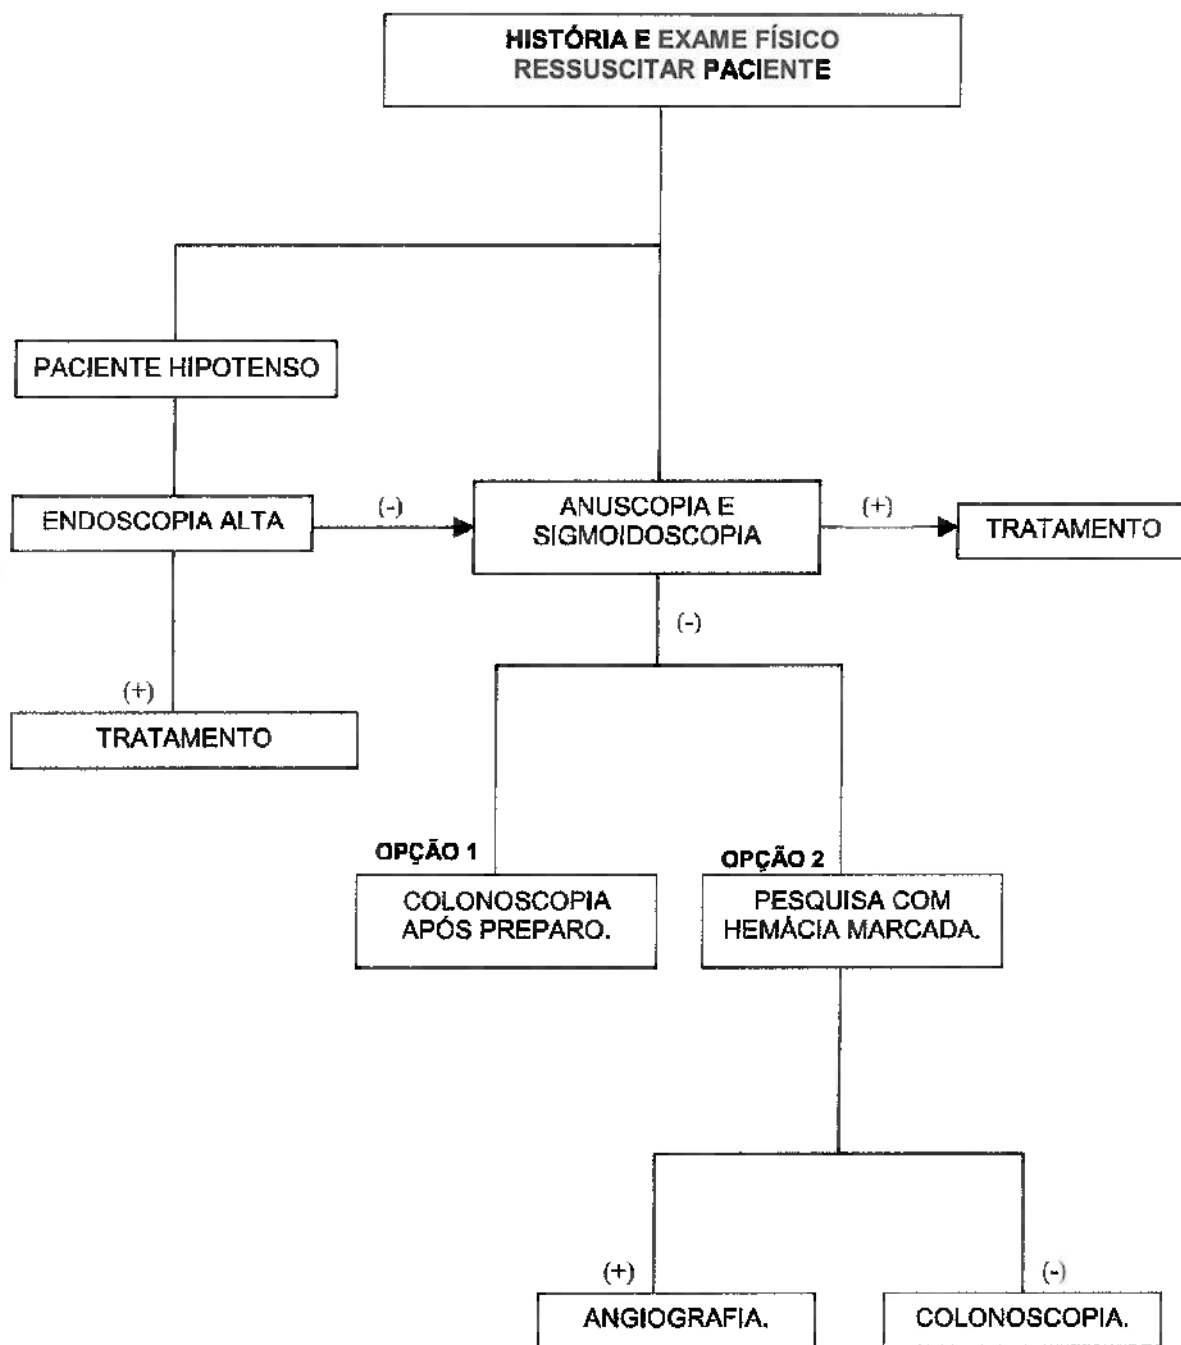 HISTÓRIA E EXAME FÍSICO
RESSUSCITAR PACIENTE
PACIENTE HIPOTENSO
ENDOSCOPIA ALTA
(-)
ANUSCOPIA E
SIGMOIDOSCOPIA
(+)
TRATAMENTO
(-)
(+)
TRATAMENTO
OPÇÃO 1
COLONOSCOPIA
APÓS PREPARO.
OPÇÃO 2
PESQUISA COM
HEMÁCIA MARCADA.
(+)
ANGIOGRAFIA.
(-)
COLONOSCOPIA.